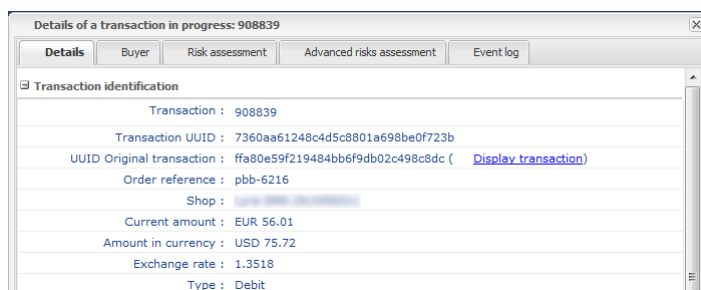 Details of a transaction in progress: 908839
Details Buyer Risk assessment Advanced risks assessment Event log
Transaction identification
Transaction : 908839
Transaction UUID : 7360aa61248c4d5c8801a698be0f723b
UUID Original transaction : ffa80e59f219484bb6f9db02c498c8dc ( Display transaction)
Order reference : pbb-6216
Shop :
Current amount : EUR 56.01
Amount in currency : USD 75.72
Exchange rate : 1.3518
Type : Debit